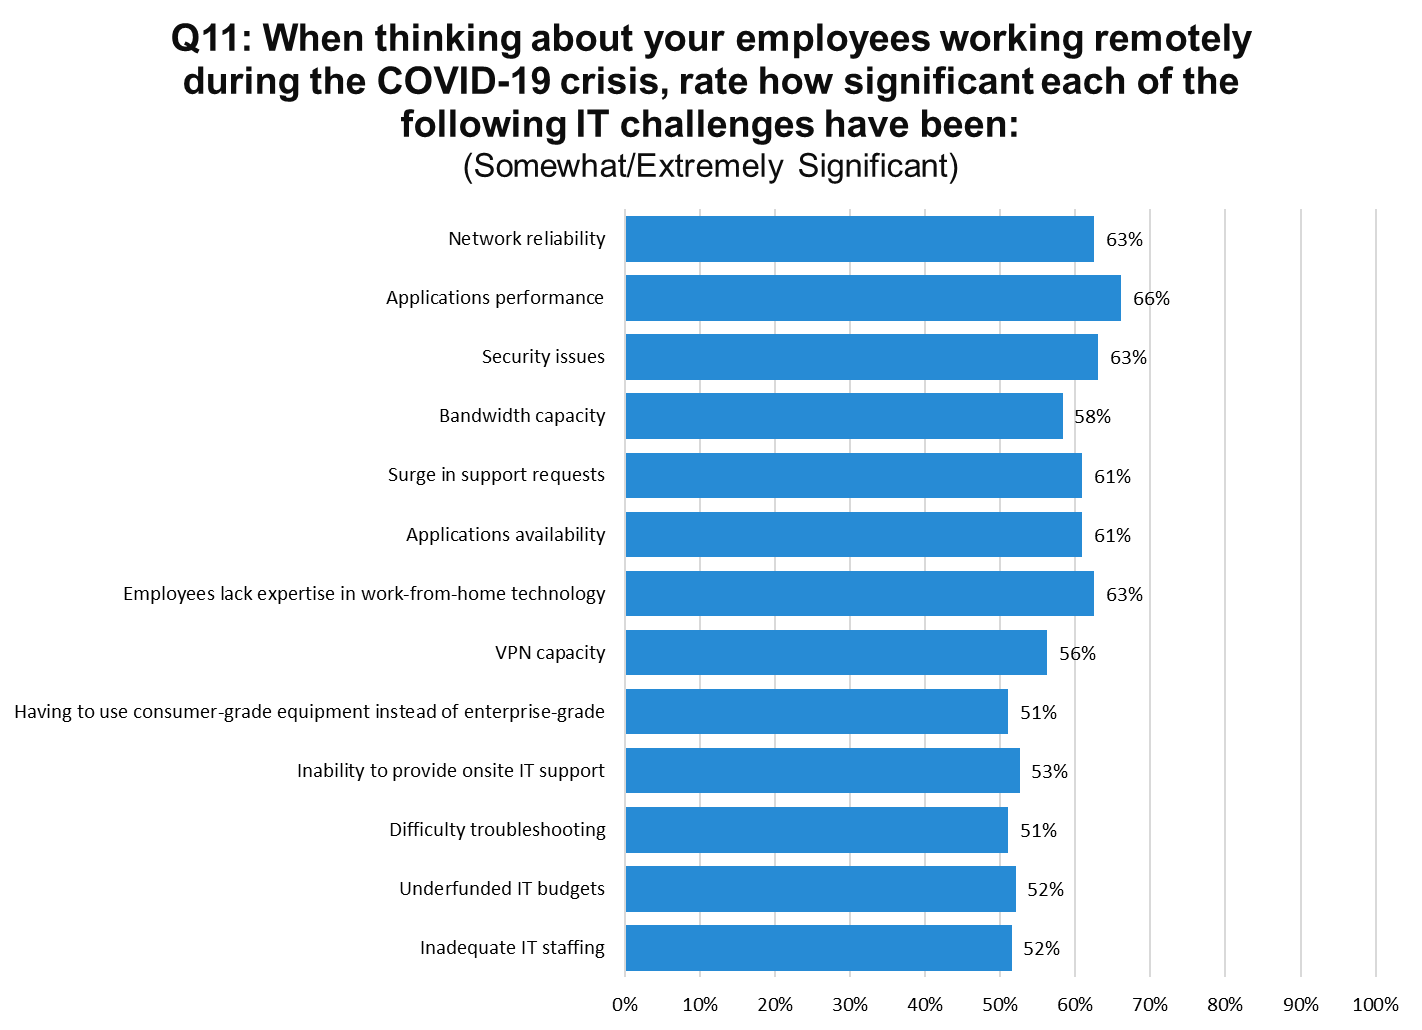 Q11: When thinking about your employees working remotely
during the COVID-19 crisis, rate how significant each of the
following IT challenges have been:
(Somewhat/Extremely Significant)
Network reliability 63%
Applications performance 66%
Security issues 63%
Bandwidth capacity 58%
Surge in support requests 61%
Applications availability 61%
Employees lack expertise in work-from-home technology 63%
VPN capacity 56%
Having to use consumer-grade equipment instead of enterprise-grade 51%
Inability to provide onsite IT support 53%
Difficulty troubleshooting 51%
Underfunded IT budgets 52%
Inadequate IT staffing 52%
0% 10% 20% 30% 40% 50% 60% 70% 80% 90% 100%